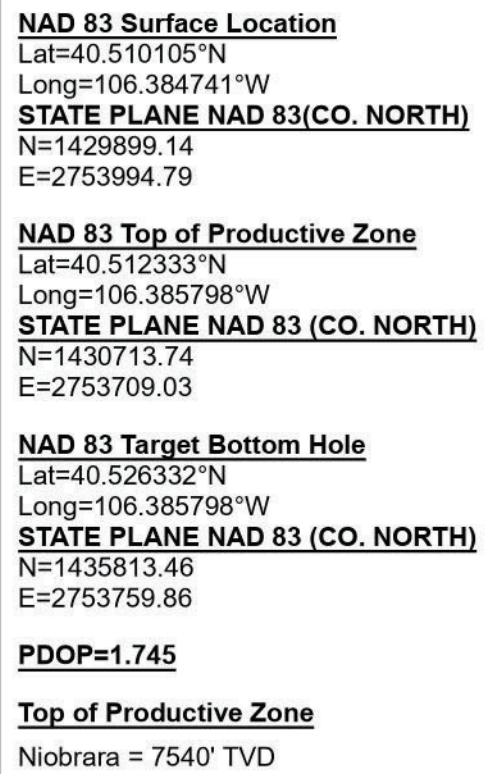 NAD 83 Surface Location
Lat=40.510105°N
Long=106.384741°W
STATE PLANE NAD 83(CO. NORTH)
N=1429899.14
E=2753994.79
NAD 83 Top of Productive Zone
Lat=40.512333°N
Long=106.385798°W
STATE PLANE NAD 83 (CO. NORTH)
N=1430713.74
E=2753709.03
NAD 83 Target Bottom Hole
Lat=40.526332°N
Long=106.385798°W
STATE PLANE NAD 83 (CO. NORTH)
N=1435813.46
E=2753759.86
PDOP=1.745
Top of Productive Zone
Niobrara = 7540' TVD